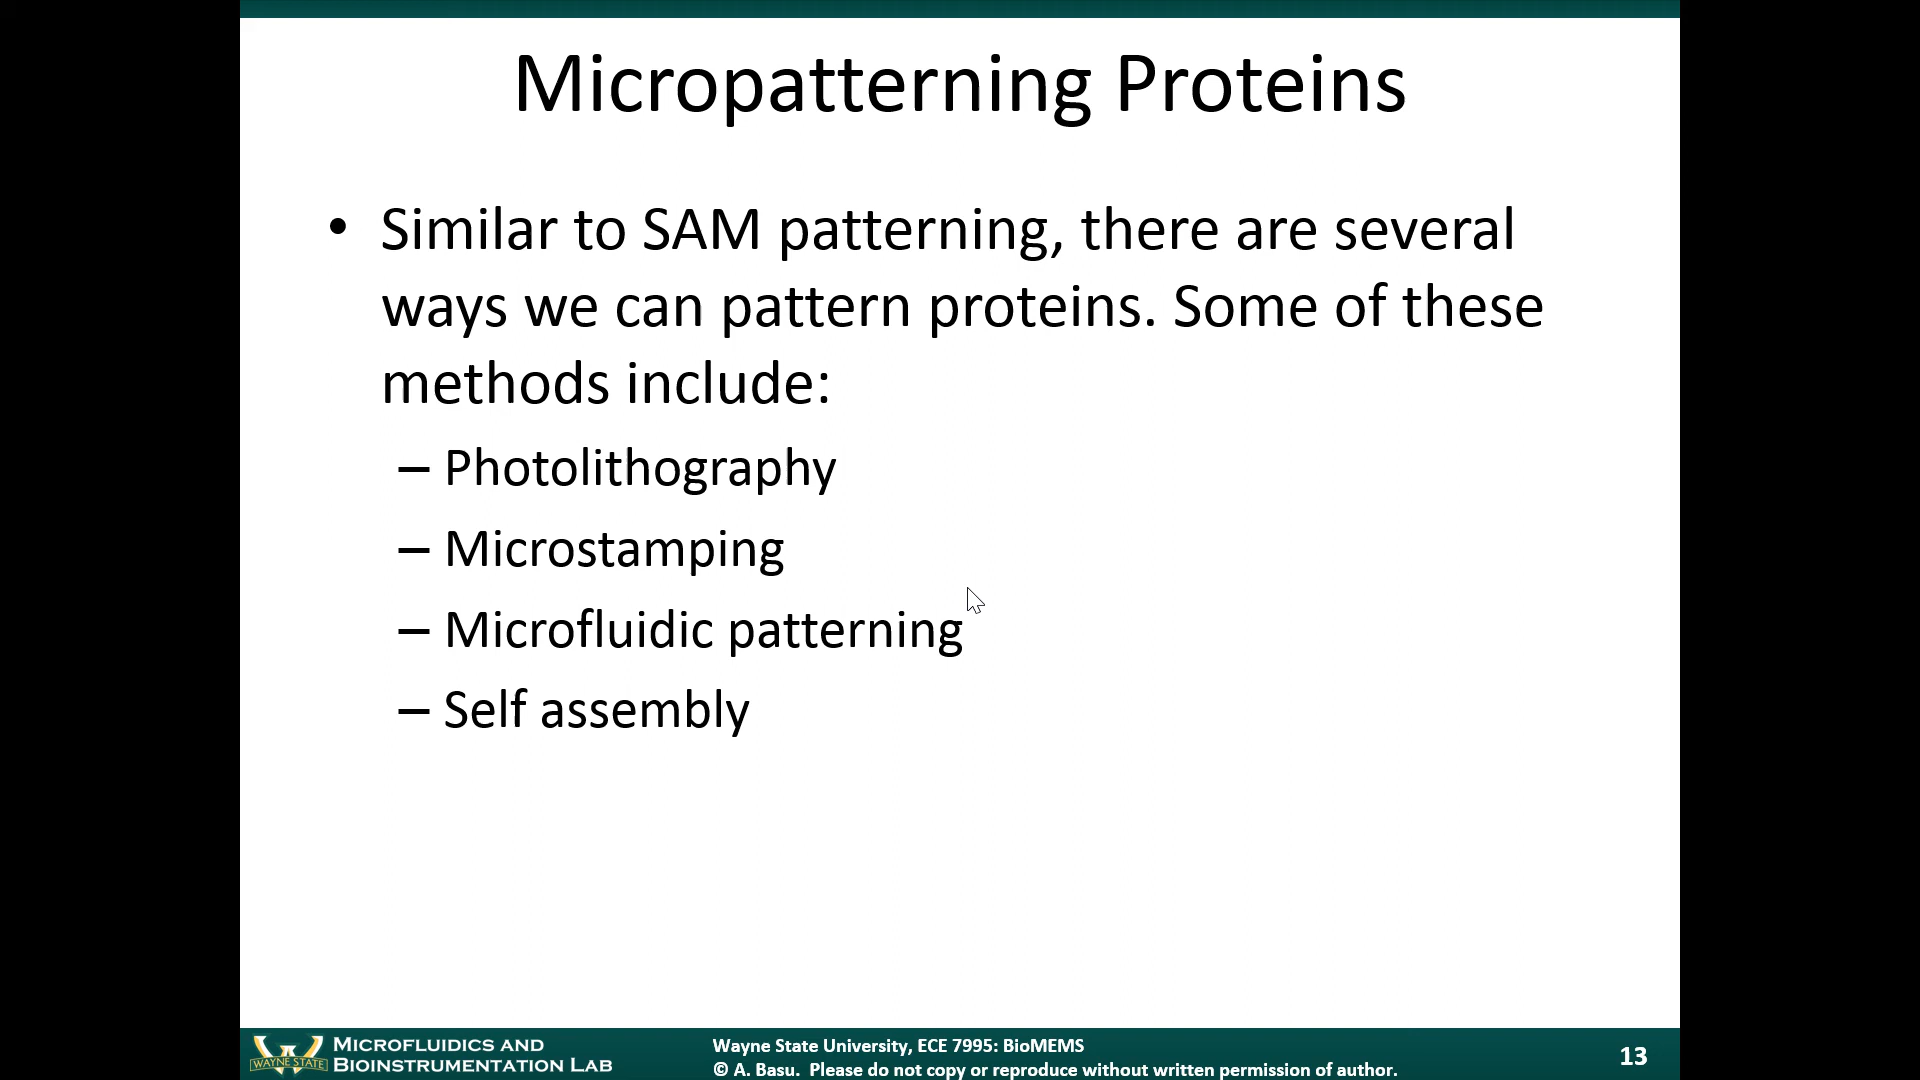 Micropatterning Proteins
• Similar to SAM patterning, there are several
ways we can pattern proteins. Some of these
methods include:
– Photolithography
– Microstamping
– Microfluidic patterning
– Self assembly
WAYNE STATE
Microfluidics and
Bioinstrumentation Lab
Wayne State University, ECE 7995: BioMEMS
© A. Basu. Please do not copy or reproduce without written permission of author.
13